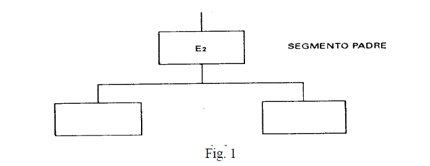 E2
SEGMENTO PADRE
Fig. 1